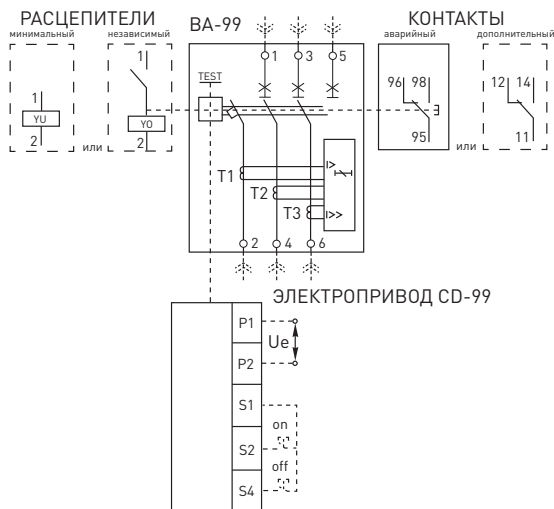 РАСЦЕПИТЕЛИ
минимальный
независимый
ВА-99
КОНТАКТЫ
аварийный
дополнительный
1
3
5
TEST
1
YU
2
или
1
YO
2
96 98
95
или
12 14
11
T1
T2
T3
I>
I>>
2
4
6
ЭЛЕКТРОПРИВОД CD-99
P1
Ue
P2
S1
on
S2
off
S4